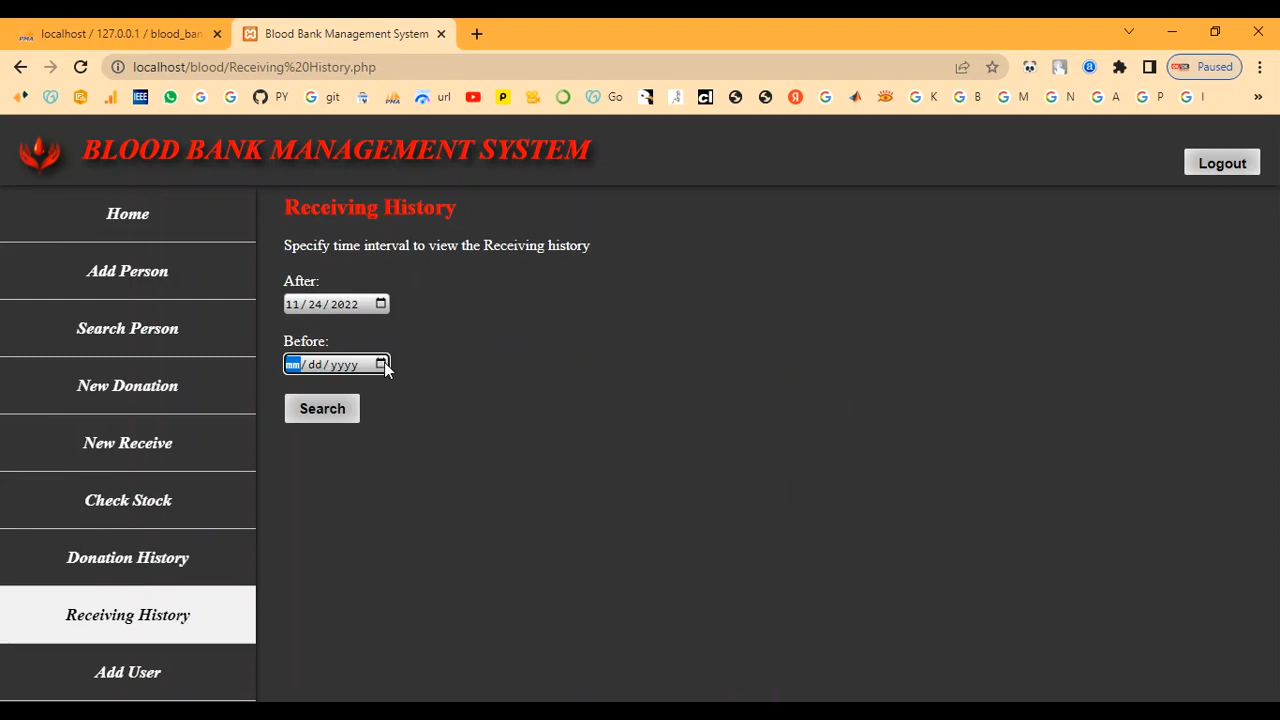 localhost / 127.0.0.1 / blood_ban
Blood Bank Management System
localhost/blood/Receiving%20History.php
Paused
IEEE
PY
git
PMA
url
Go
K
B
M
N
A
P
I
»
BLOOD BANK MANAGEMENT SYSTEM
Logout
Home
Add Person
Search Person
New Donation
New Receive
Check Stock
Donation History
Receiving History
Add User
Receiving History
Specify time interval to view the Receiving history
After:
11/24/2022
Before:
mm/dd/yyyy
Search